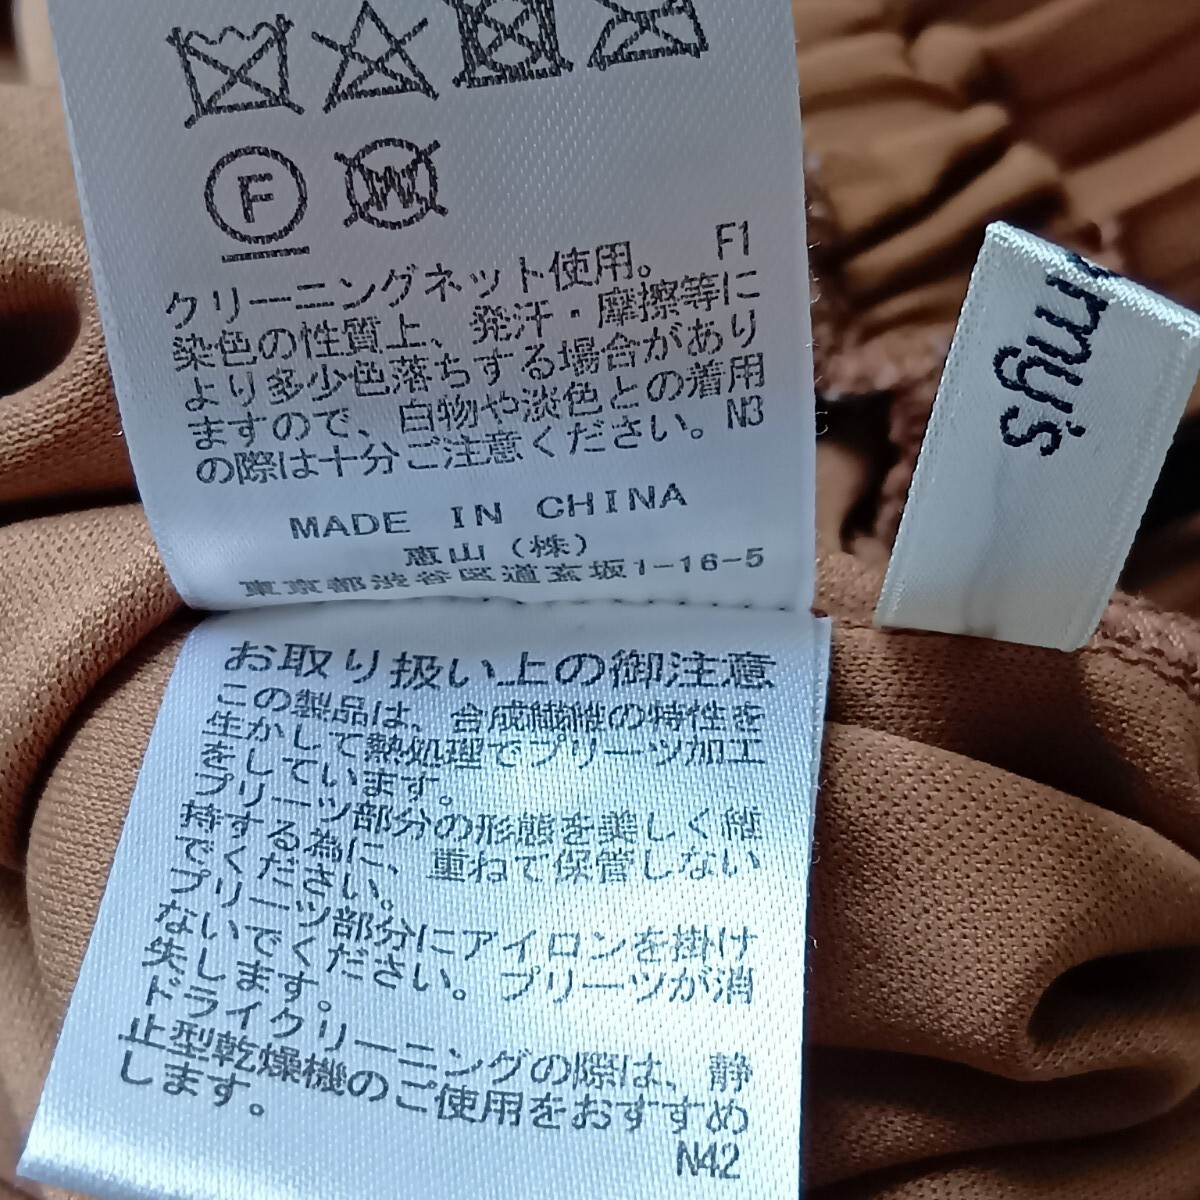 F
W
クリーニングネット使用。 F1
染色の性質上、発汗・摩擦等に
より多少色落ちする場合があり
ますので、白物や淡色との着用
の際は十分ご注意ください。 N3
MADE IN CHINA
恵山（株）
東京都渋谷区道玄坂1-16-5
お取り扱い上の御注意
この製品は、合成繊維の特性を
生かして熱処理でプリーツ加工
をしています。
プリーツ部分の形態を美しく維
持する為に、重ねて保管しない
でください。
プリーツ部分にアイロンを掛け
ないでください。プリーツが消
失します。
ドライクリーニングの際は、静
止型乾燥機のご使用をおすすめ
します。
N42
my's